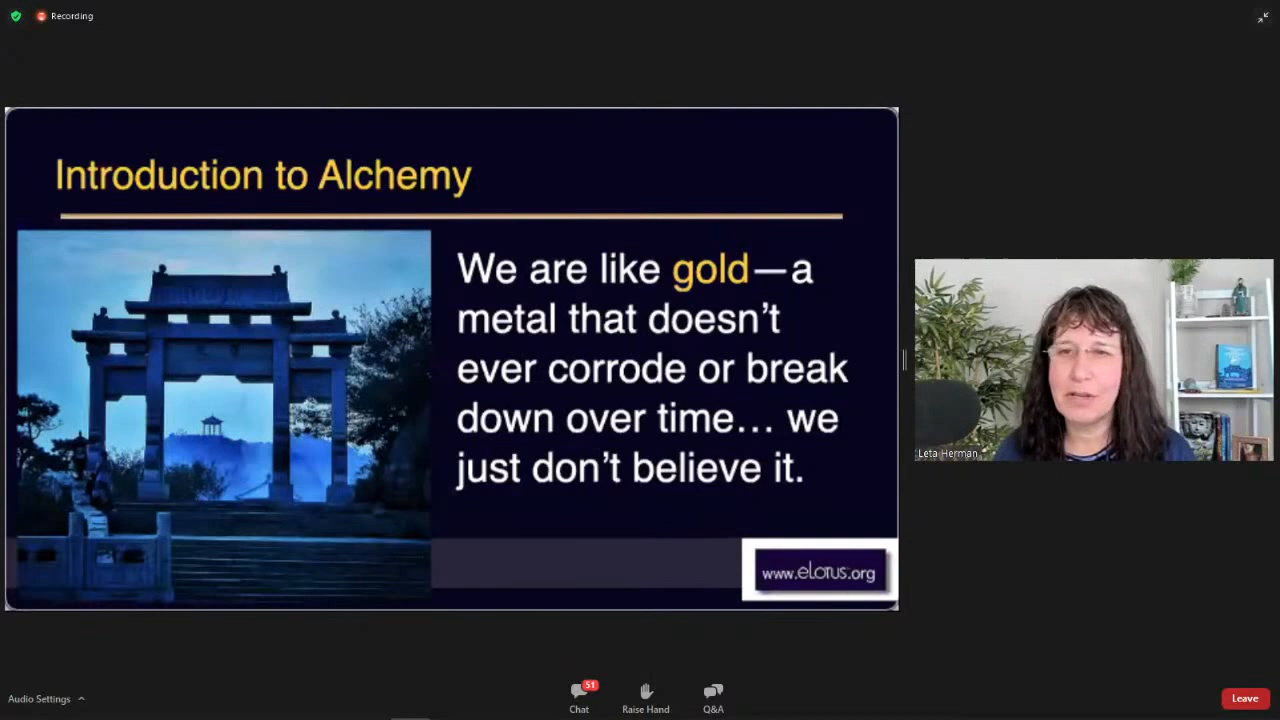 Recording
Introduction to Alchemy
We are like gold—a
metal that doesn't
ever corrode or break
down over time... we
just don't believe it.
www.eLotus.org
Leta Herman
Audio Settings
51
Chat
Raise Hand
Q&A
Leave